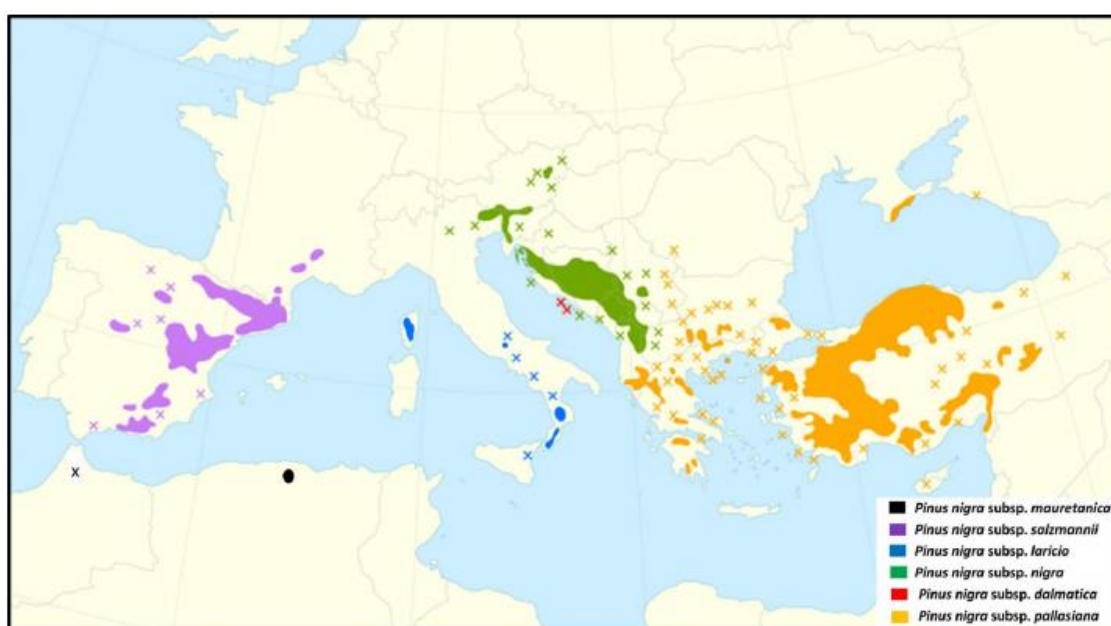 Pinus nigra subsp. mauretanica
Pinus nigra subsp. salzmannii
Pinus nigra subsp. laricio
Pinus nigra subsp. nigra
Pinus nigra subsp. dalmatica
Pinus nigra subsp. pallasiana